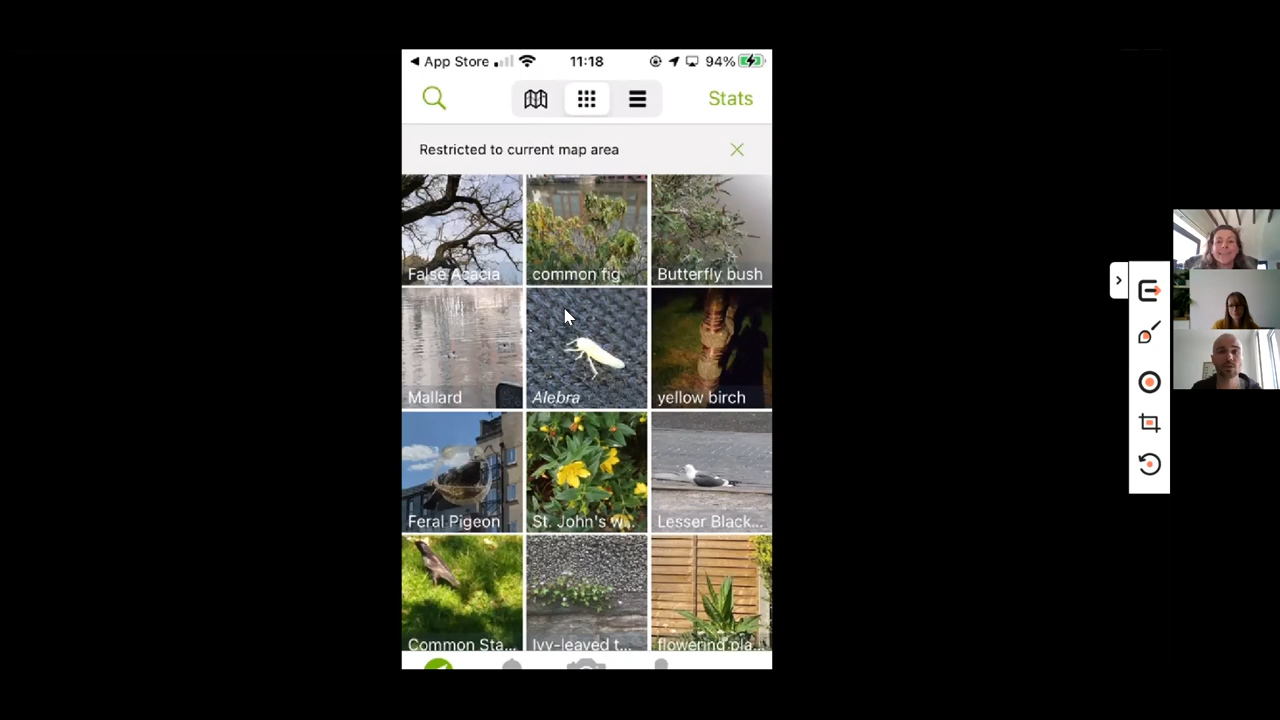 App Store
11:18
94%
Stats
Restricted to current map area
False Acacia
common fig
Butterfly bush
Mallard
Alebra
yellow birch
Feral Pigeon
St. John's w...
Lesser Black...
Common Sta...
Ivy-leaved t...
flowering pla...